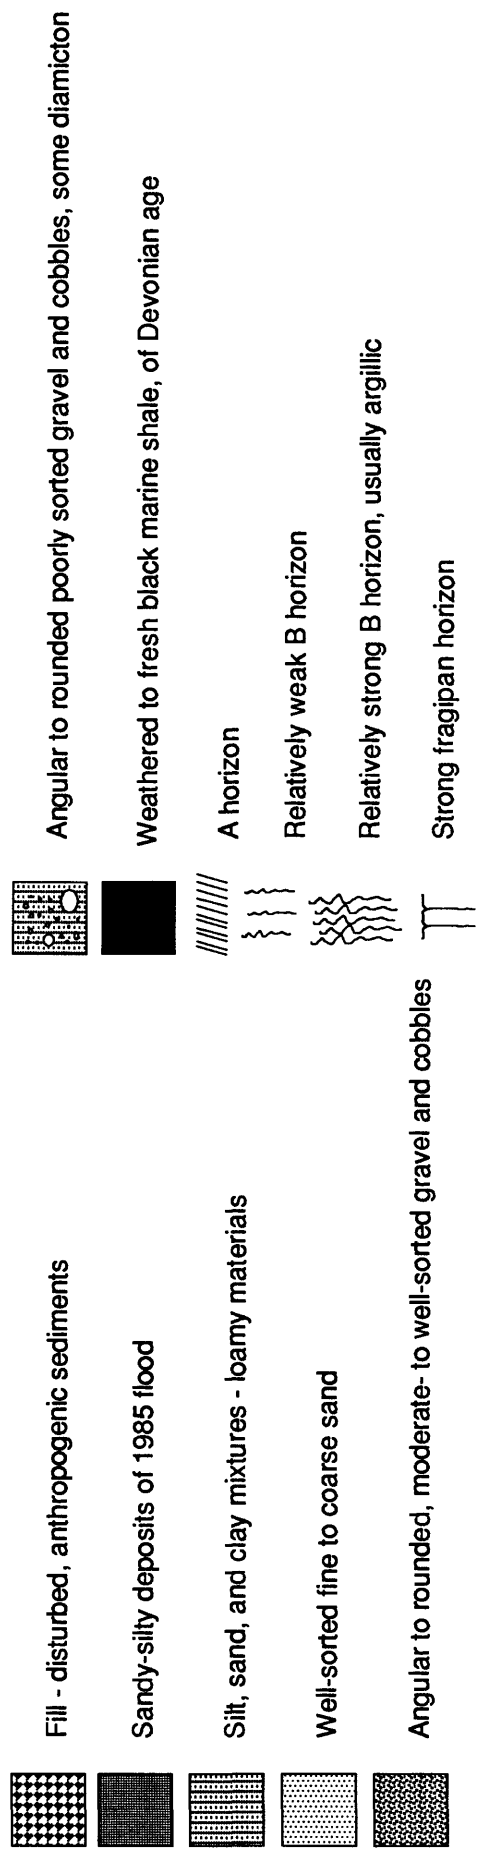 Fill - disturbed, anthropogenic sediments
Sandy-silty deposits of 1985 flood
Silt, sand, and clay mixtures - loamy materials
Well-sorted fine to coarse sand
Angular to rounded, moderate- to well-sorted gravel and cobbles
Angular to rounded poorly sorted gravel and cobbles, some diamicton
Weathered to fresh black marine shale, of Devonian age
A horizon
Relatively weak B horizon
Relatively strong B horizon, usually argillic
Strong fragipan horizon